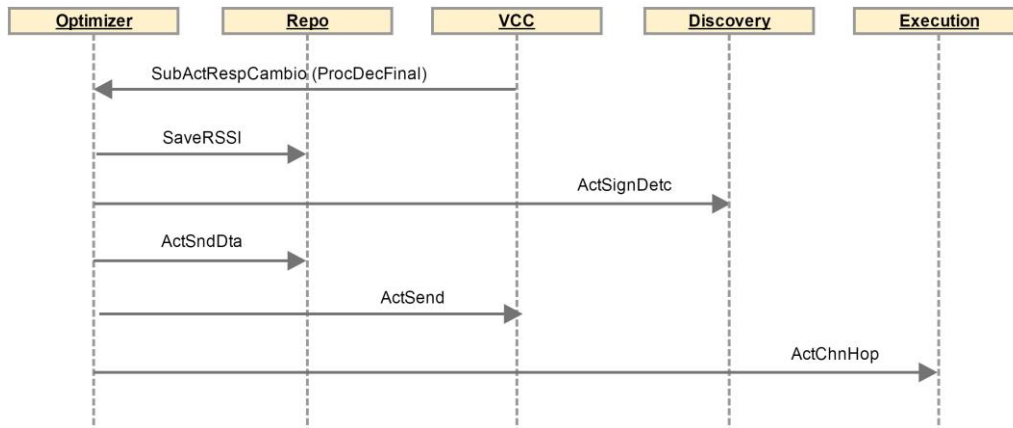 Optimizer Repo VCC Discovery Execution
SubActRespCambio (ProcDecFinal)
SaveRSSI
ActSignDetc
ActSndDta
ActSend
ActChnHop